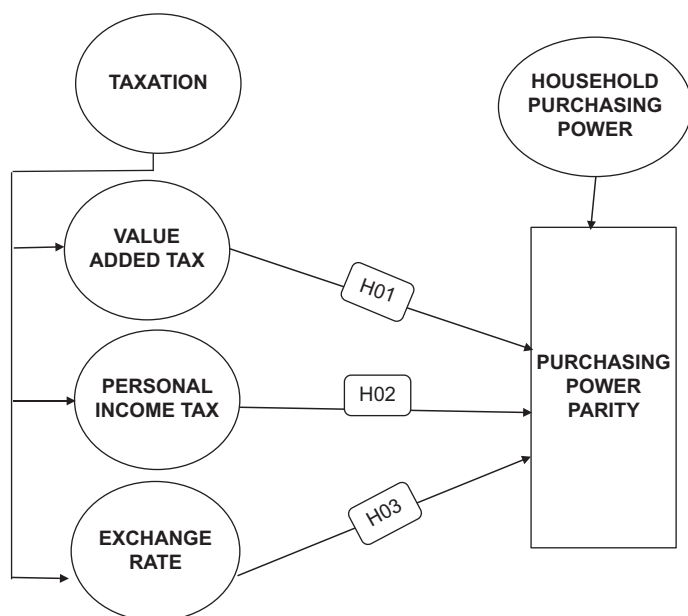 TAXATION
HOUSEHOLD
PURCHASING
POWER
VALUE
ADDED TAX
H01
PERSONAL
INCOME TAX
H02
PURCHASING
POWER
PARITY
EXCHANGE
RATE
H03